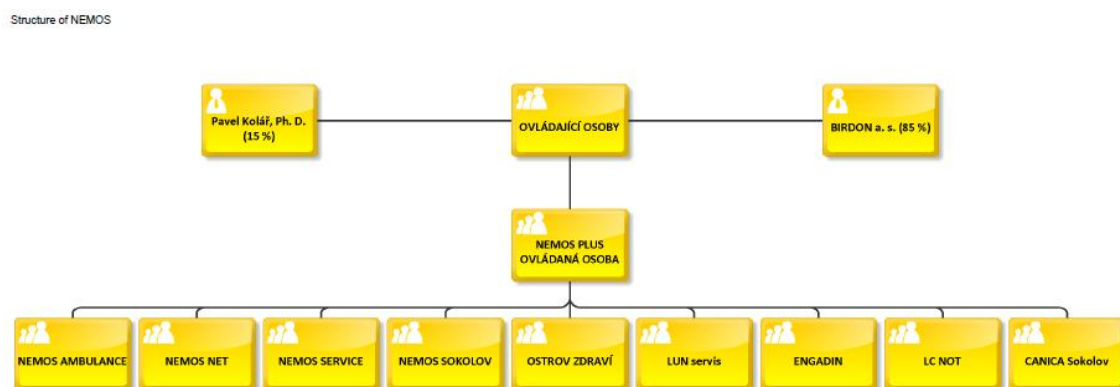 Structure of NEMOS
Pavel Kolář, Ph. D.
(15 %)
OVLÁDAJÍCÍ OSOBY
BIRDON a. s. (85 %)
NEMOS PLUS
OVLÁDANÁ OSOBA
NEMOS AMBULANCE
NEMOS NET
NEMOS SERVICE
NEMOS SOKOLOV
OSTROV ZDRAVÍ
LUN servis
ENGADIN
LC NOT
CANICA Sokolov